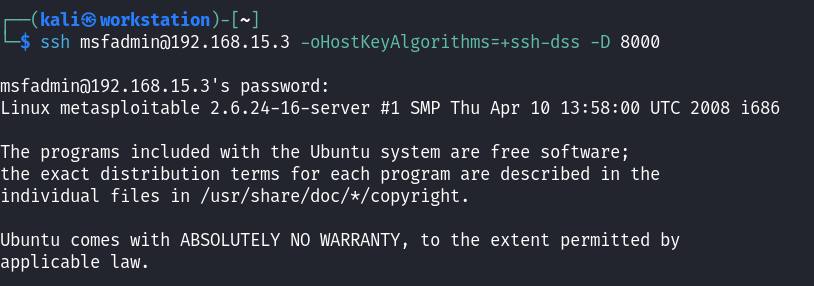 ┌──(kali㉿workstation)-[~]
└─$ ssh msfadmin@192.168.15.3 -oHostKeyAlgorithms=+ssh-dss -D 8000
msfadmin@192.168.15.3's password:
Linux metasploitable 2.6.24-16-server #1 SMP Thu Apr 10 13:58:00 UTC 2008 i686
The programs included with the Ubuntu system are free software;
the exact distribution terms for each program are described in the
individual files in /usr/share/doc/*/copyright.
Ubuntu comes with ABSOLUTELY NO WARRANTY, to the extent permitted by
applicable law.